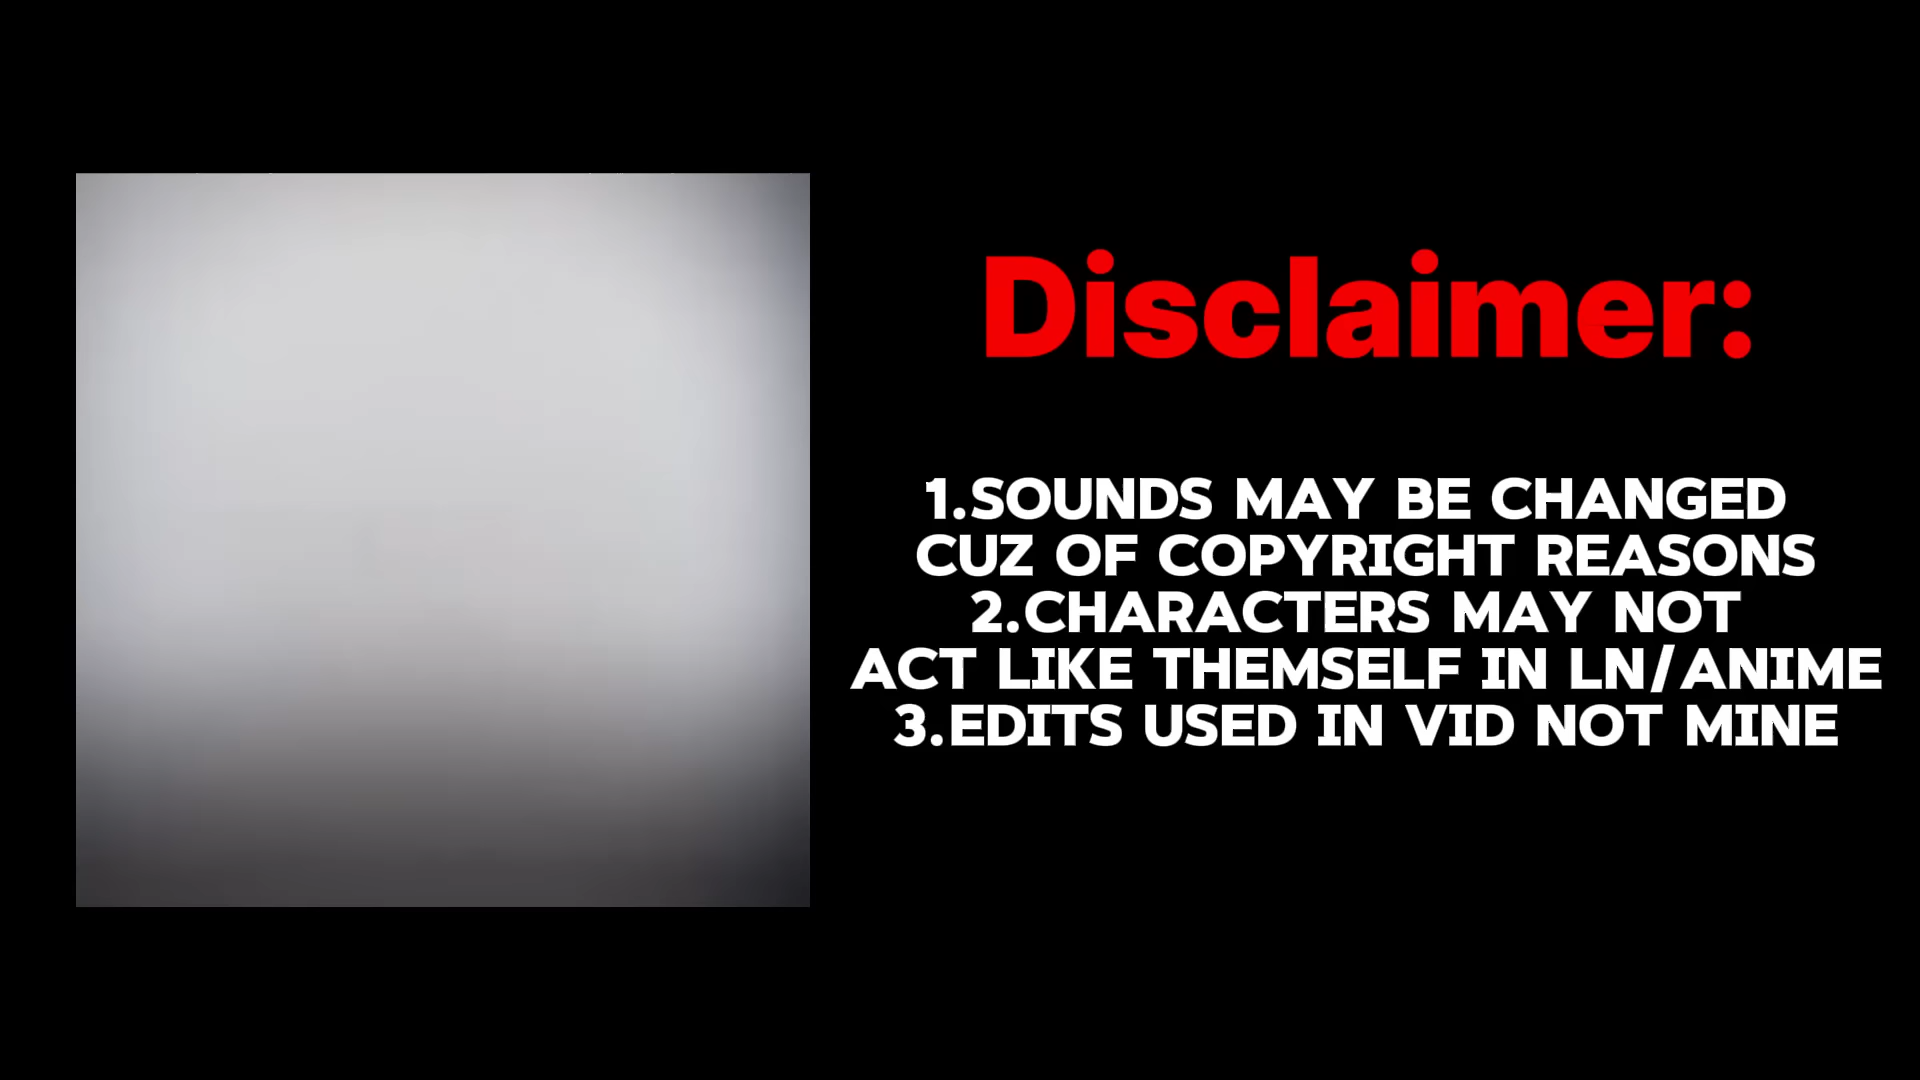 Disclaimer:
1.SOUNDS MAY BE CHANGED
CUZ OF COPYRIGHT REASONS
2.CHARACTERS MAY NOT
ACT LIKE THEMSELF IN LN/ANIME
3.EDITS USED IN VID NOT MINE